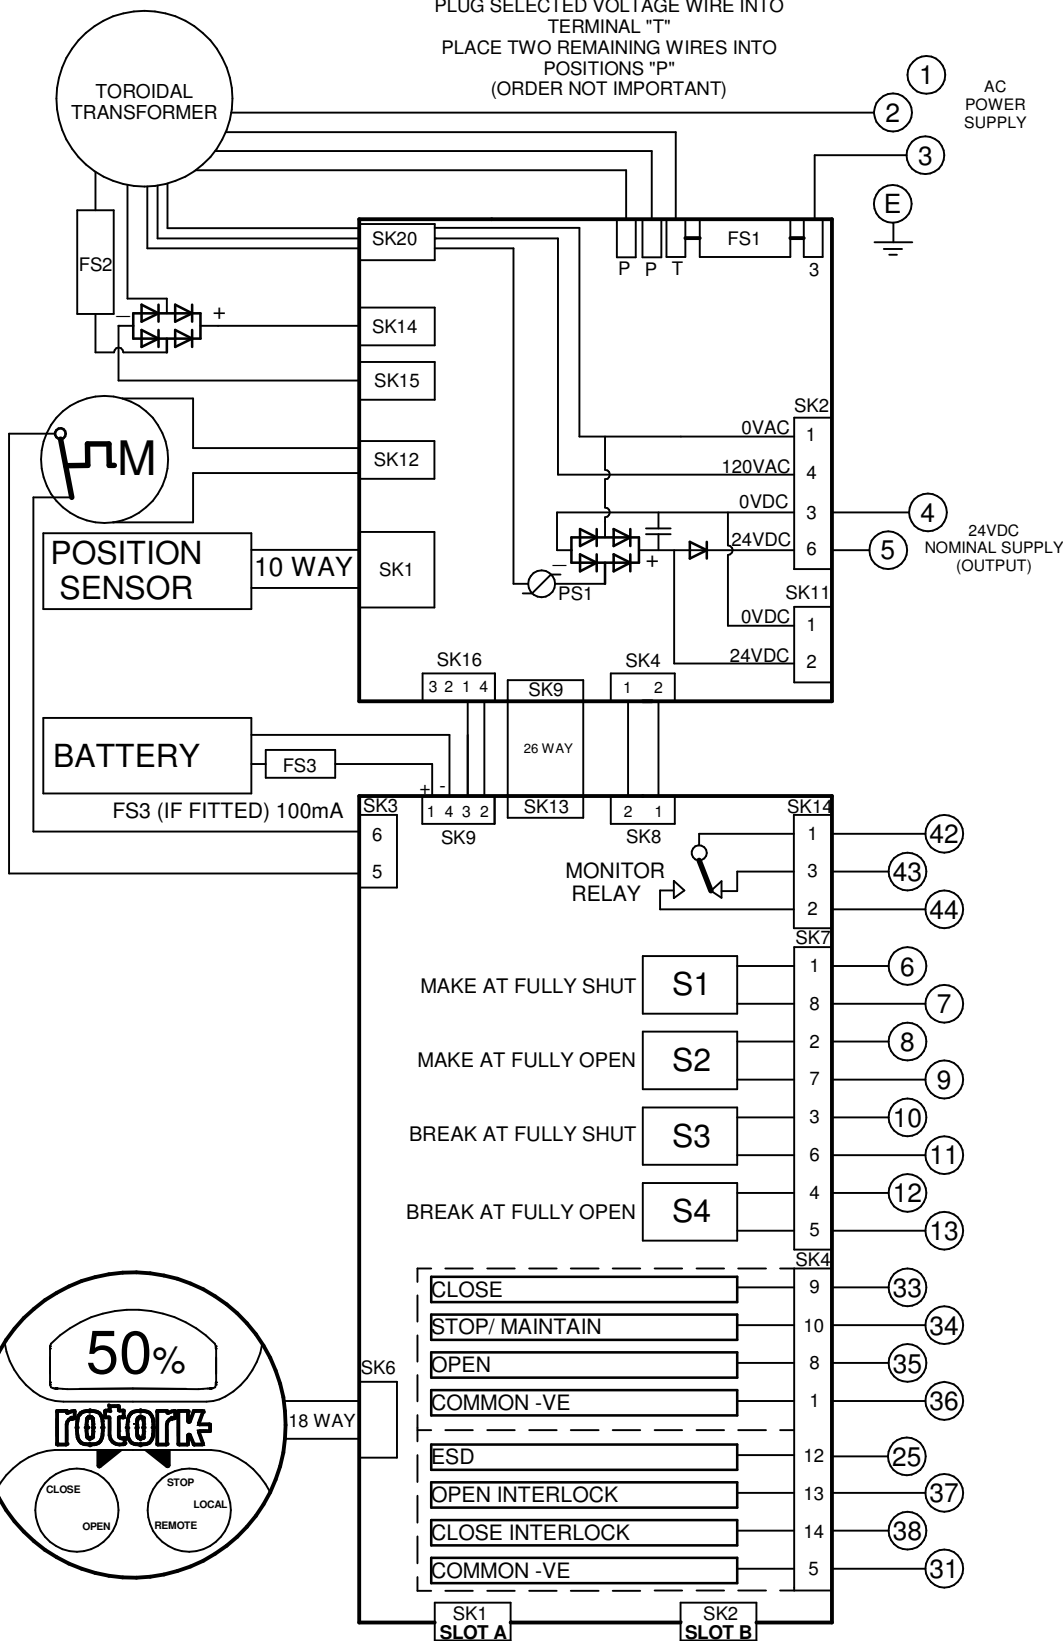 PLUG SELECTED VOLTAGE WIRE INTO
TERMINAL "T"
PLACE TWO REMAINING WIRES INTO
POSITIONS "P"
(ORDER NOT IMPORTANT)
TOROIDAL
TRANSFORMER
1
2
3
AC
POWER
SUPPLY
E
FS2
SK20
P P T
FS1
3
− +
SK14
SK15
M
SK12
SK2
0VAC 1
120VAC 4
0VDC 3
24VDC 6
4
5
24VDC
NOMINAL SUPPLY
(OUTPUT)
POSITION
SENSOR
10 WAY
SK1
− +
PS1
SK11
0VDC 1
24VDC 2
SK16
3 2 1 4
SK9
SK4
1 2
BATTERY
FS3
26 WAY
FS3 (IF FITTED) 100mA
+ -
SK3
6
5
1 4 3 2
SK9
SK13
2 1
SK8
SK14
MONITOR
RELAY
1 42
3 43
2 44
SK7
MAKE AT FULLY SHUT S1
1 6
8 7
MAKE AT FULLY OPEN S2
2 8
7 9
BREAK AT FULLY SHUT S3
3 10
6 11
BREAK AT FULLY OPEN S4
4 12
5 13
SK4
CLOSE 9 33
STOP/ MAINTAIN 10 34
OPEN 8 35
COMMON -VE 1 36
ESD 12 25
OPEN INTERLOCK 13 37
CLOSE INTERLOCK 14 38
COMMON -VE 5 31
50%
rotork
CLOSE
OPEN
STOP
LOCAL
REMOTE
18 WAY
SK6
SK1
SLOT A
SK2
SLOT B